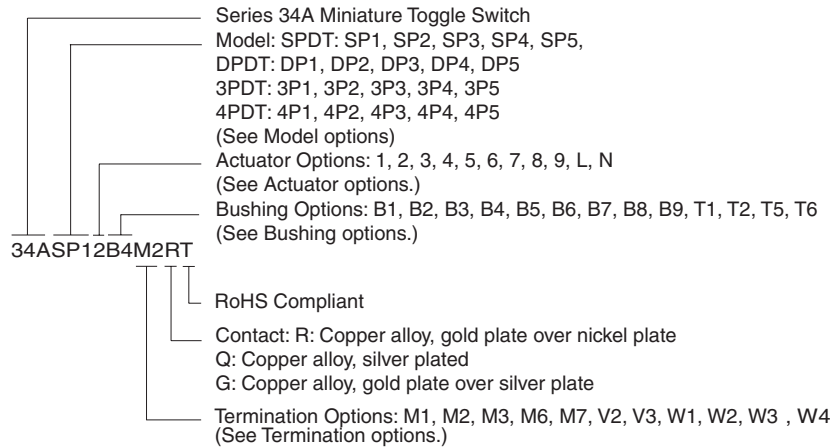 Series 34A Miniature Toggle Switch
Model: SPDT: SP1, SP2, SP3, SP4, SP5,
DPDT: DP1, DP2, DP3, DP4, DP5
3PDT: 3P1, 3P2, 3P3, 3P4, 3P5
4PDT: 4P1, 4P2, 4P3, 4P4, 4P5
(See Model options)
Actuator Options: 1, 2, 3, 4, 5, 6, 7, 8, 9, L, N
(See Actuator options.)
Bushing Options: B1, B2, B3, B4, B5, B6, B7, B8, B9, T1, T2, T5, T6
(See Bushing options.)
34ASP12B4M2RT
RoHS Compliant
Contact: R: Copper alloy, gold plate over nickel plate
Q: Copper alloy, silver plated
G: Copper alloy, gold plate over silver plate
Termination Options: M1, M2, M3, M6, M7, V2, V3, W1, W2, W3 , W4
(See Termination options.)